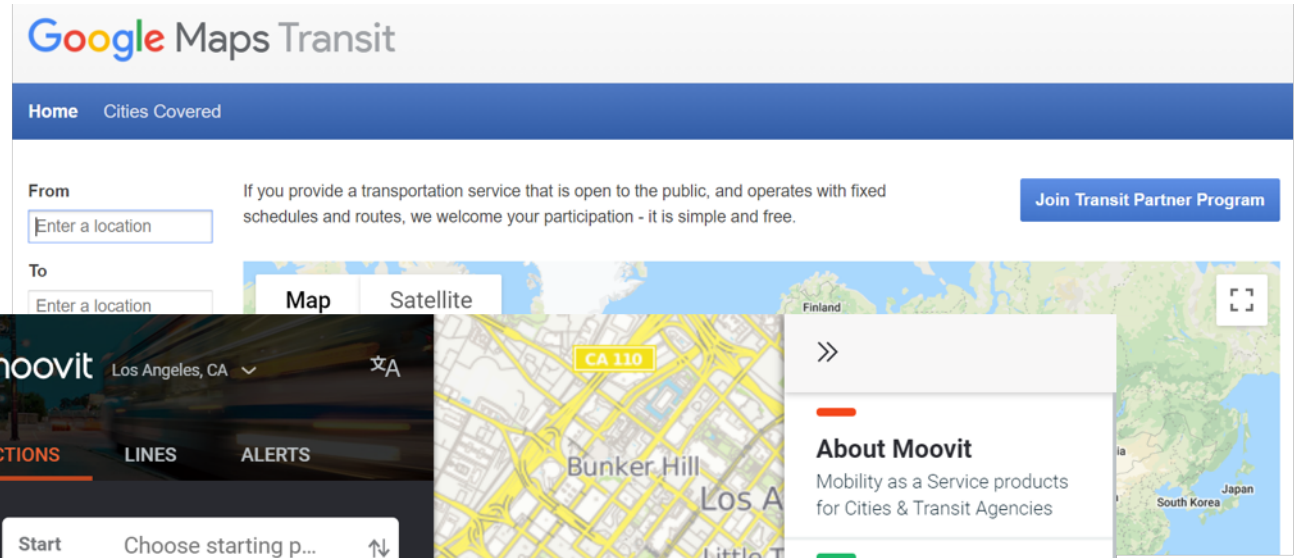 Google Maps Transit
Home Cities Covered
From
Enter a location
To
Enter a location
If you provide a transportation service that is open to the public, and operates with fixed
schedules and routes, we welcome your participation - it is simple and free.
Join Transit Partner Program
Map Satellite
Finland
South Korea
Japan
moovit Los Angeles, CA
文A
CTIONS LINES ALERTS
Start Choose starting p...
CA 110
Bunker Hill
Los A
Little T
About Moovit
Mobility as a Service products
for Cities & Transit Agencies